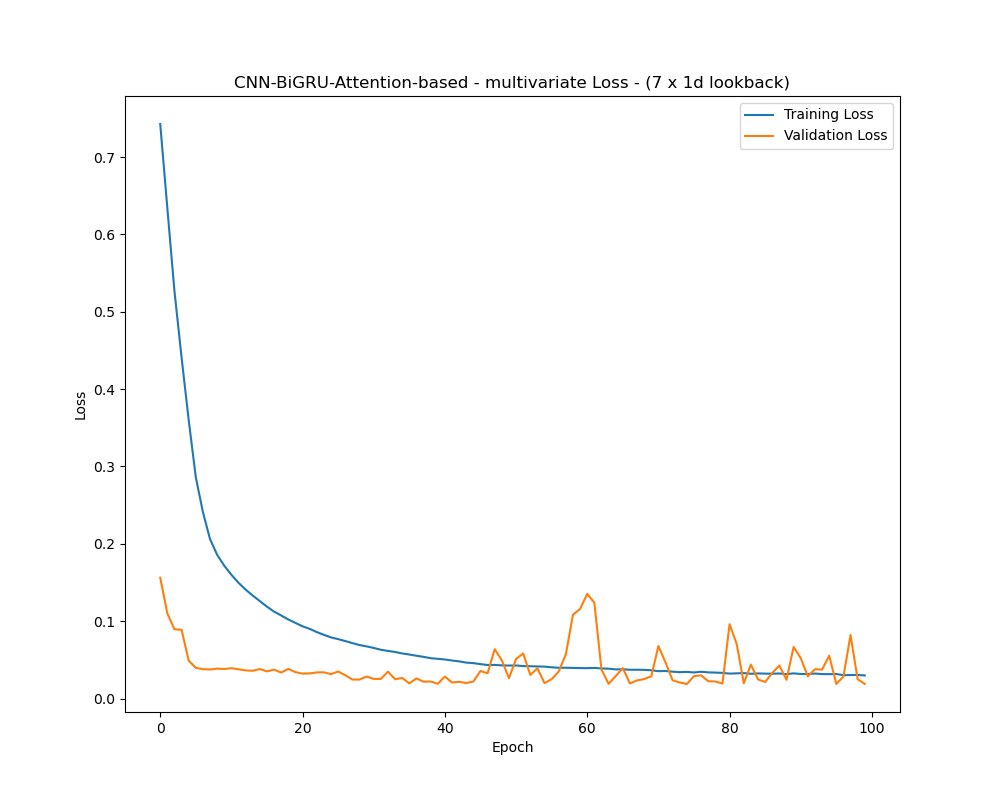 CNN-BiGRU-Attention-based - multivariate Loss - (7 x 1d lookback)
Training Loss
Validation Loss
0.7
0.6
0.5
0.4
0.3
0.2
0.1
0.0
Loss
0 20 40 60 80 100
Epoch